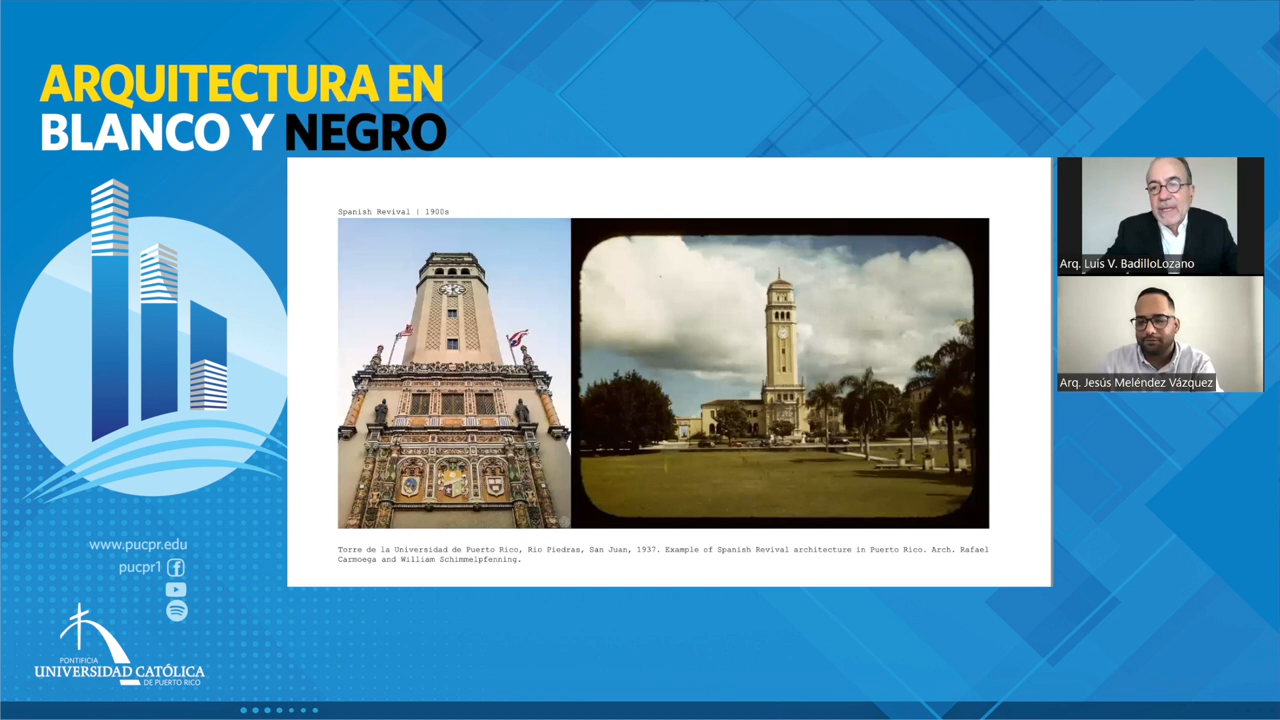 ARQUITECTURA EN
BLANCO Y NEGRO
Spanish Revival | 1900s
Torre de la Universidad de Puerto Rico, Rio Piedras, San Juan, 1937. Example of Spanish Revival architecture in Puerto Rico. Arch. Rafael
Carmoega and William Schimmelpfenning.
Arq. Luis V. BadilloLozano
Arq. Jesús Meléndez Vázquez
www.pucpr.edu
pucpr1
PONTIFICIA
UNIVERSIDAD CATÓLICA
DE PUERTO RICO